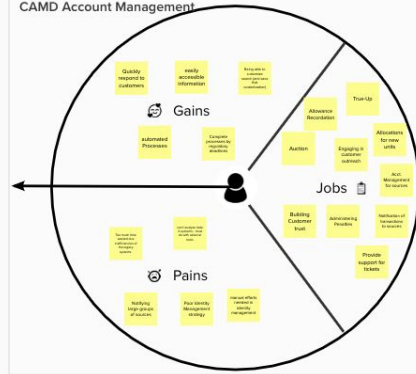 CAMD Account Management
Quickly
respond to
customers
easily
accessible
information
Gains
automated
Processes
Complete
processes by
regulatory
deadlines
True-Up
Allowance
Recordation
Allocations
for new
units
Auction
Engaging in
customer
outreach
Jobs
Acct.
Management for
sources
Building
Customer
trust
Administering
Penalties
Notification of
transactions
to sources
Provide
support for
tickets
Pains
Notifying
large groups
of sources
Poor Identity
Management
strategy
manual efforts
needed in
identity
management